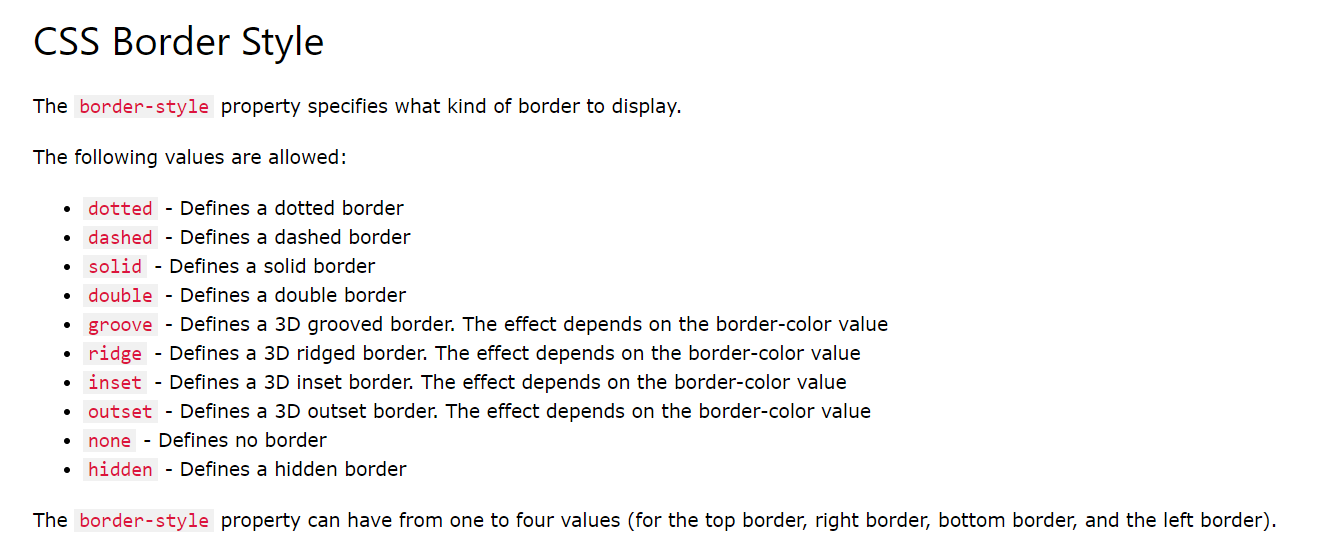 CSS Border Style
The border-style property specifies what kind of border to display.
The following values are allowed:
• dotted - Defines a dotted border
• dashed - Defines a dashed border
• solid - Defines a solid border
• double - Defines a double border
• groove - Defines a 3D grooved border. The effect depends on the border-color value
• ridge - Defines a 3D ridged border. The effect depends on the border-color value
• inset - Defines a 3D inset border. The effect depends on the border-color value
• outset - Defines a 3D outset border. The effect depends on the border-color value
• none - Defines no border
• hidden - Defines a hidden border
The border-style property can have from one to four values (for the top border, right border, bottom border, and the left border).